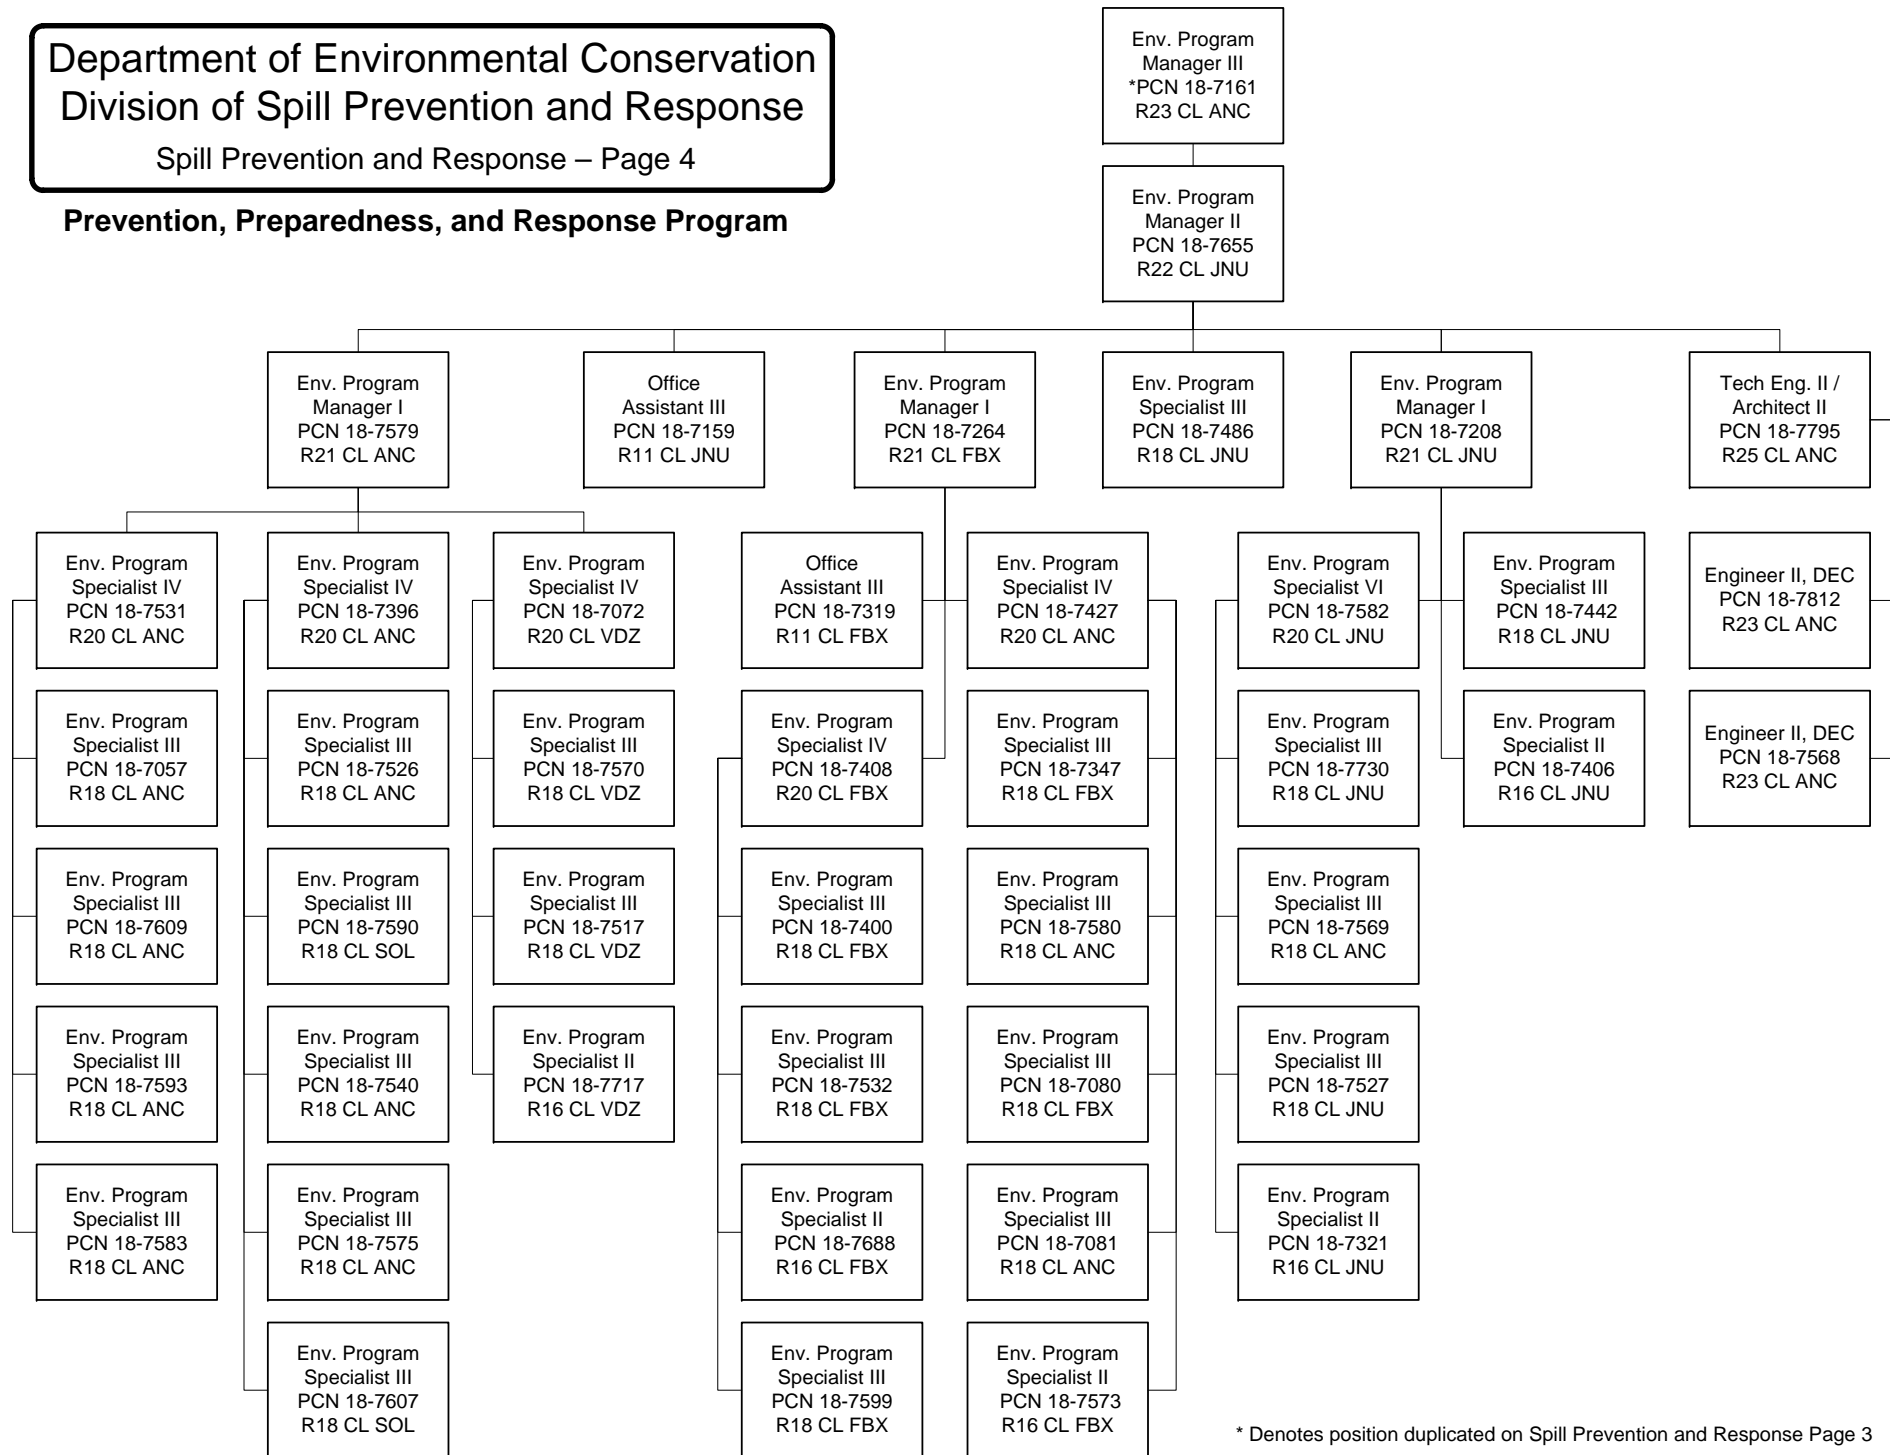 Department of Environmental Conservation
Division of Spill Prevention and Response
Spill Prevention and Response – Page 4
Prevention, Preparedness, and Response Program
Env. Program
Manager III
*PCN 18-7161
R23 CL ANC
Env. Program
Manager II
PCN 18-7655
R22 CL JNU
Env. Program
Manager I
PCN 18-7579
R21 CL ANC
Office
Assistant III
PCN 18-7159
R11 CL JNU
Env. Program
Manager I
PCN 18-7264
R21 CL FBX
Env. Program
Specialist III
PCN 18-7486
R18 CL JNU
Env. Program
Manager I
PCN 18-7208
R21 CL JNU
Tech Eng. II /
Architect II
PCN 18-7795
R25 CL ANC
Env. Program
Specialist IV
PCN 18-7531
R20 CL ANC
Env. Program
Specialist IV
PCN 18-7396
R20 CL ANC
Env. Program
Specialist IV
PCN 18-7072
R20 CL VDZ
Office
Assistant III
PCN 18-7319
R11 CL FBX
Env. Program
Specialist IV
PCN 18-7427
R20 CL ANC
Env. Program
Specialist VI
PCN 18-7582
R20 CL JNU
Env. Program
Specialist III
PCN 18-7442
R18 CL JNU
Engineer II, DEC
PCN 18-7812
R23 CL ANC
Env. Program
Specialist III
PCN 18-7057
R18 CL ANC
Env. Program
Specialist III
PCN 18-7526
R18 CL ANC
Env. Program
Specialist III
PCN 18-7570
R18 CL VDZ
Env. Program
Specialist IV
PCN 18-7408
R20 CL FBX
Env. Program
Specialist III
PCN 18-7347
R18 CL FBX
Env. Program
Specialist III
PCN 18-7730
R18 CL JNU
Env. Program
Specialist II
PCN 18-7406
R16 CL JNU
Engineer II, DEC
PCN 18-7568
R23 CL ANC
Env. Program
Specialist III
PCN 18-7609
R18 CL ANC
Env. Program
Specialist III
PCN 18-7590
R18 CL SOL
Env. Program
Specialist III
PCN 18-7517
R18 CL VDZ
Env. Program
Specialist III
PCN 18-7400
R18 CL FBX
Env. Program
Specialist III
PCN 18-7580
R18 CL ANC
Env. Program
Specialist III
PCN 18-7569
R18 CL ANC
Env. Program
Specialist III
PCN 18-7593
R18 CL ANC
Env. Program
Specialist III
PCN 18-7540
R18 CL ANC
Env. Program
Specialist II
PCN 18-7717
R16 CL VDZ
Env. Program
Specialist III
PCN 18-7532
R18 CL FBX
Env. Program
Specialist III
PCN 18-7080
R18 CL FBX
Env. Program
Specialist III
PCN 18-7527
R18 CL JNU
Env. Program
Specialist III
PCN 18-7583
R18 CL ANC
Env. Program
Specialist III
PCN 18-7575
R18 CL ANC
Env. Program
Specialist II
PCN 18-7688
R16 CL FBX
Env. Program
Specialist III
PCN 18-7081
R18 CL ANC
Env. Program
Specialist II
PCN 18-7321
R16 CL JNU
Env. Program
Specialist III
PCN 18-7607
R18 CL SOL
Env. Program
Specialist III
PCN 18-7599
R18 CL FBX
Env. Program
Specialist II
PCN 18-7573
R16 CL FBX
* Denotes position duplicated on Spill Prevention and Response Page 3